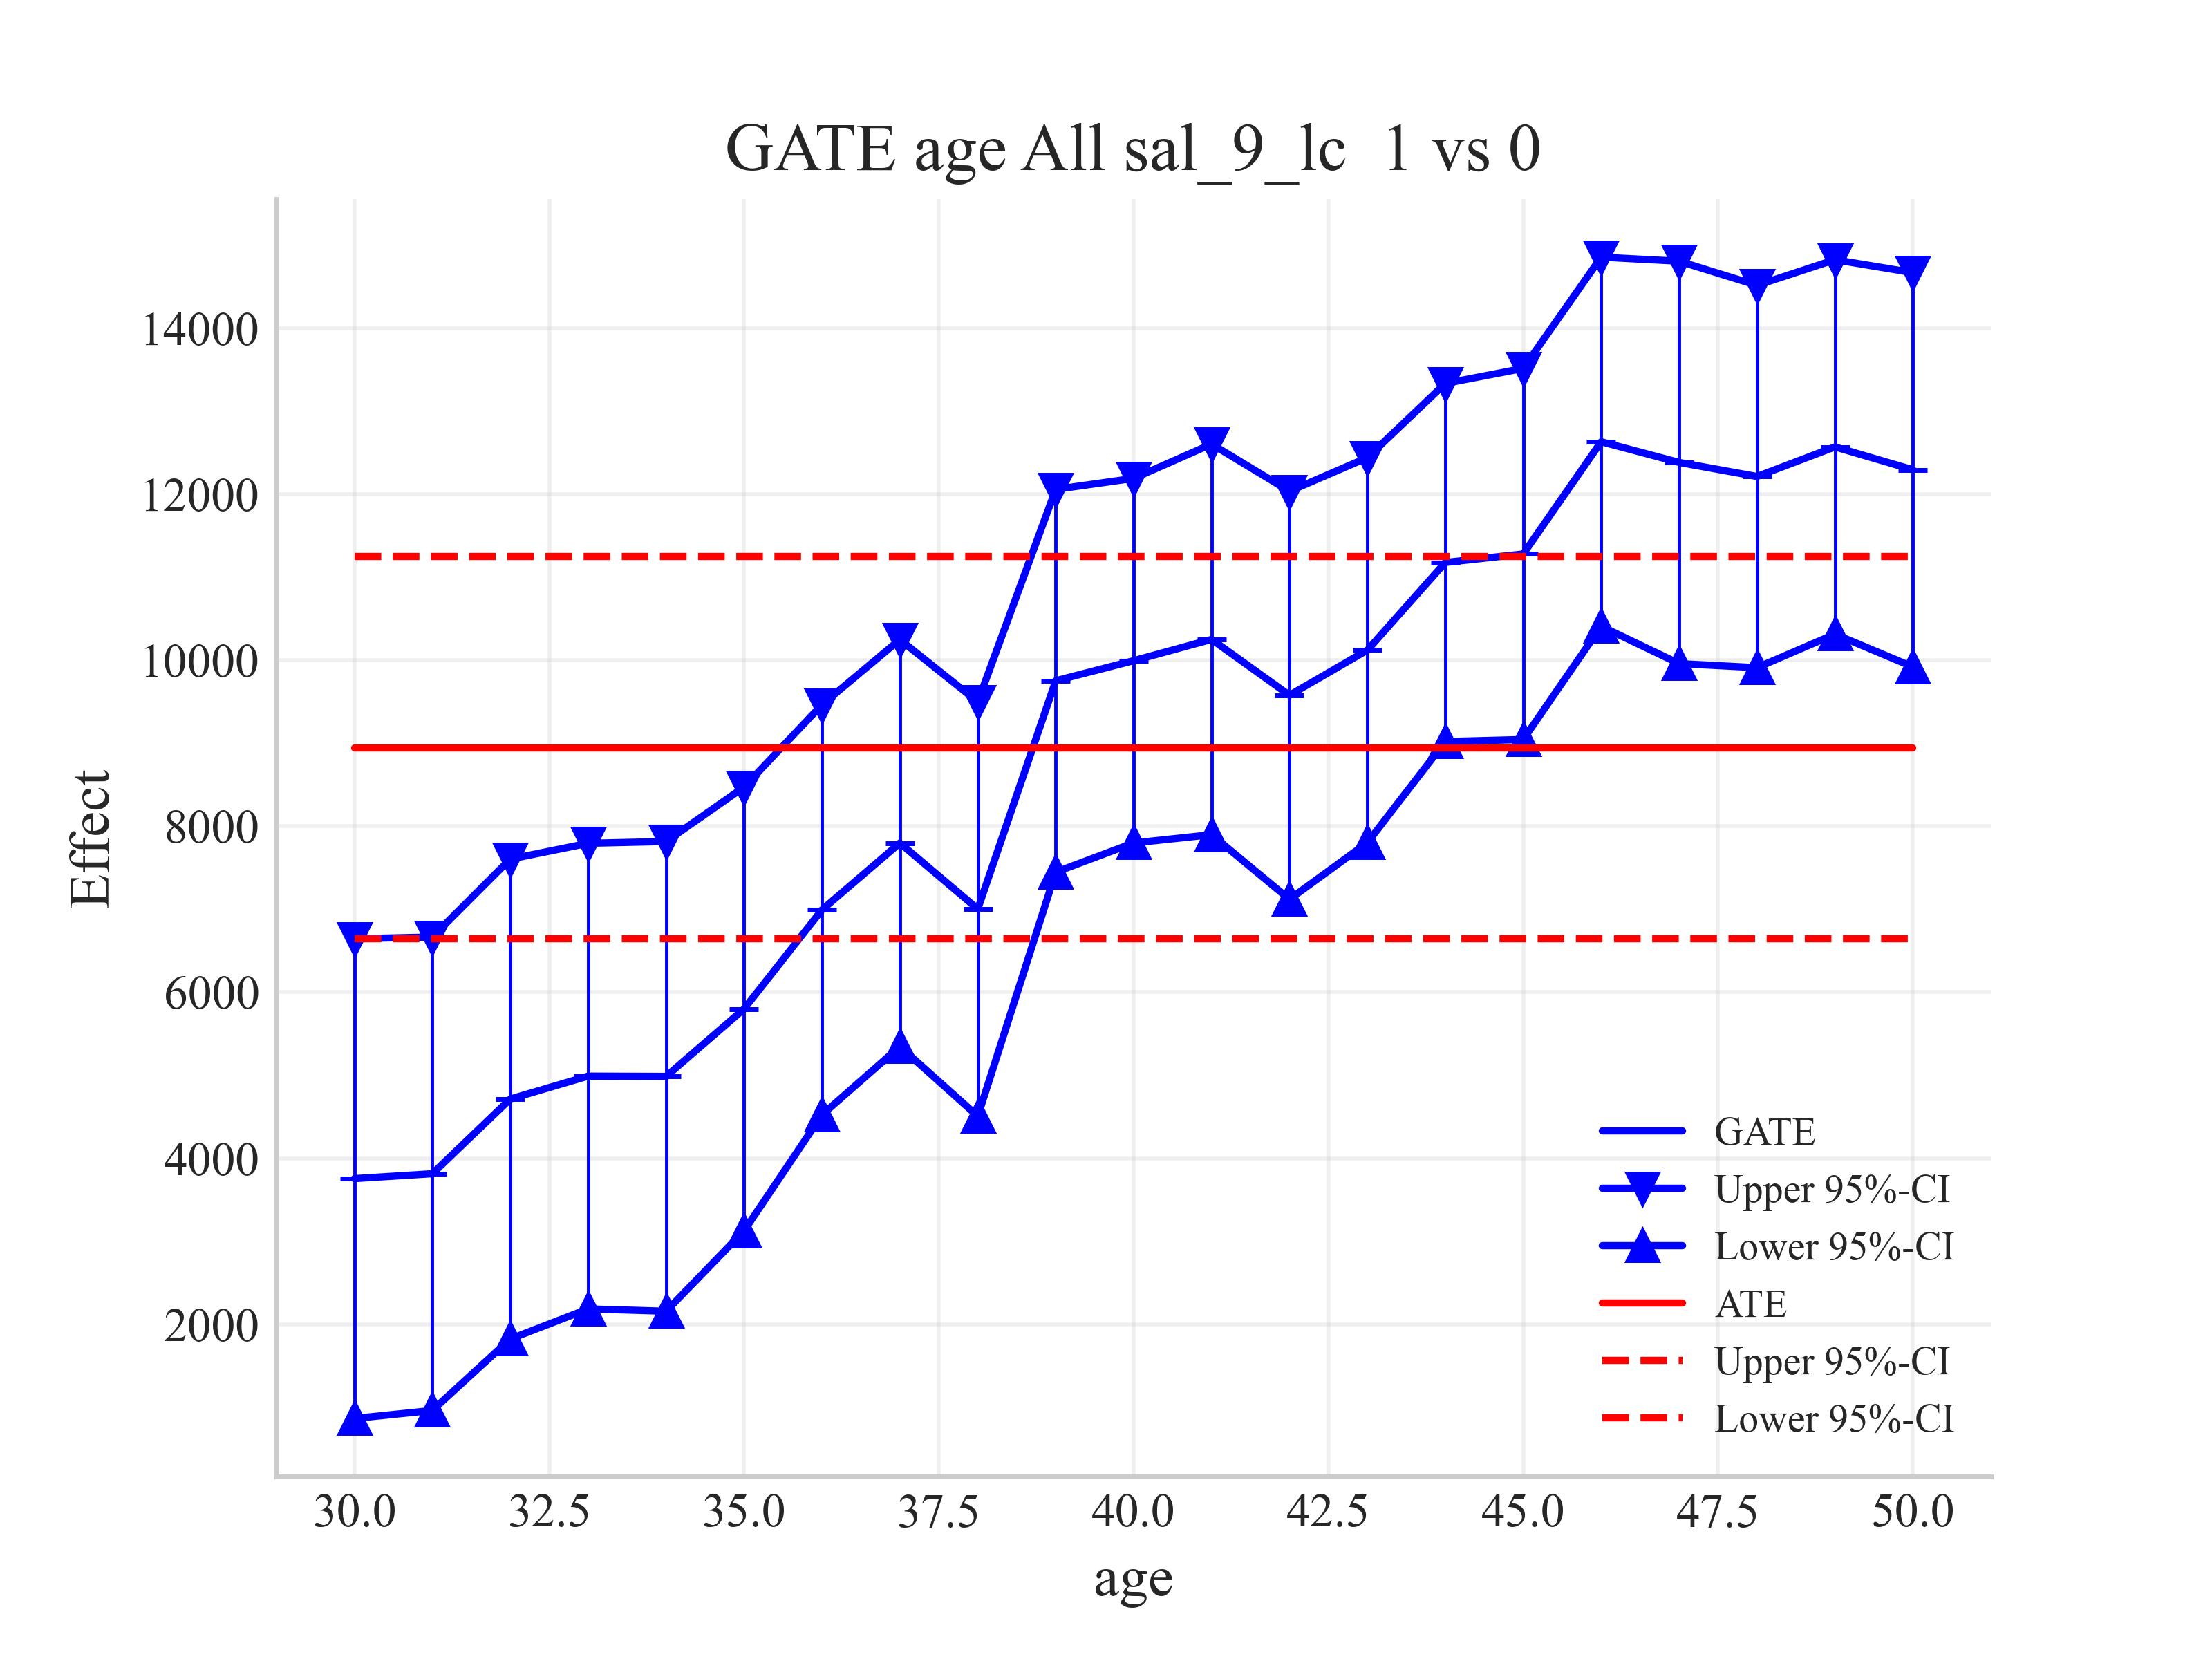 GATE age All sal_9_lc  1 vs 0
Effect
14000
12000
10000
8000
6000
4000
2000
GATE
Upper 95%-CI
Lower 95%-CI
ATE
Upper 95%-CI
Lower 95%-CI
30.0 32.5 35.0 37.5 40.0 42.5 45.0 47.5 50.0
age